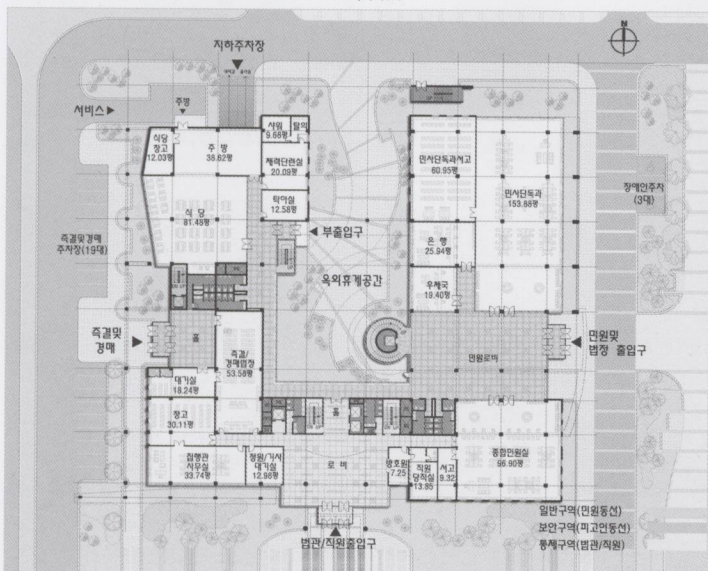 N
지하주차장
서비스
주방
샤워
9.68평
탈의
식당
창고
12.03평
주 방
38.62평
체력단련실
20.09평
민사단독과서고
60.95평
민사단독과
153.88평
장애인주차
(3대)
식 당
81.48평
탁아실
12.58평
부출입구
은 행
25.94평
즉결및경매
주차장(19대)
옥외휴게공간
우체국
19.40평
즉결및
경매
홀
즉결/
경매법정
53.58평
민원로비
민원및
법정 출입구
대기실
18.24평
창고
30.11평
홀
종합민원실
96.90평
집행관
사무실
33.74평
정원/기사
대기실
12.98평
로 비
방호원
7.25
직원
당직실
13.85
서고
9.32
일반구역(민원동선)
보안구역(피고인동선)
통제구역(법관/직원)
법관/직원출입구